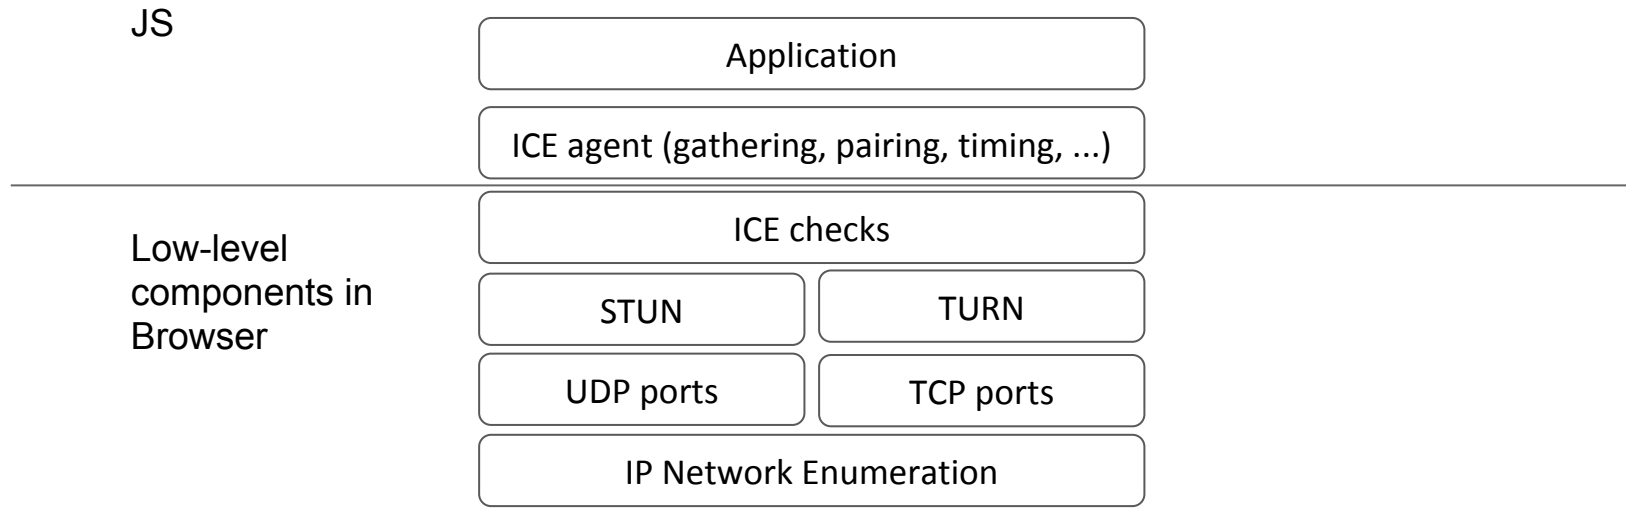 JS
Application
ICE agent (gathering, pairing, timing, ...)
Low-level
components in
Browser
ICE checks
STUN
TURN
UDP ports
TCP ports
IP Network Enumeration